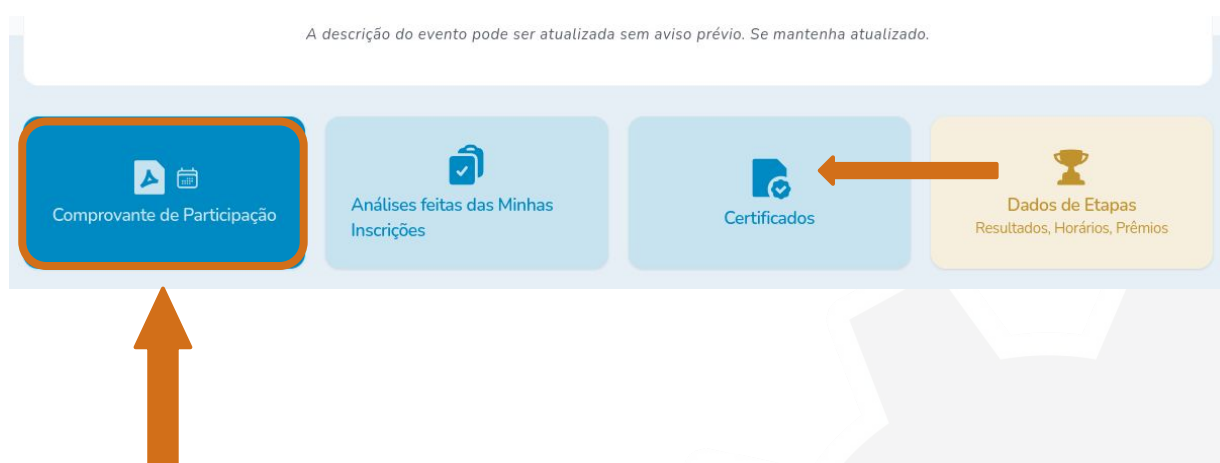 A descrição do evento pode ser atualizada sem aviso prévio. Se mantenha atualizado.
Comprovante de Participação
Análises feitas das Minhas
Inscrições
Certificados
Dados de Etapas
Resultados, Horários, Prêmios